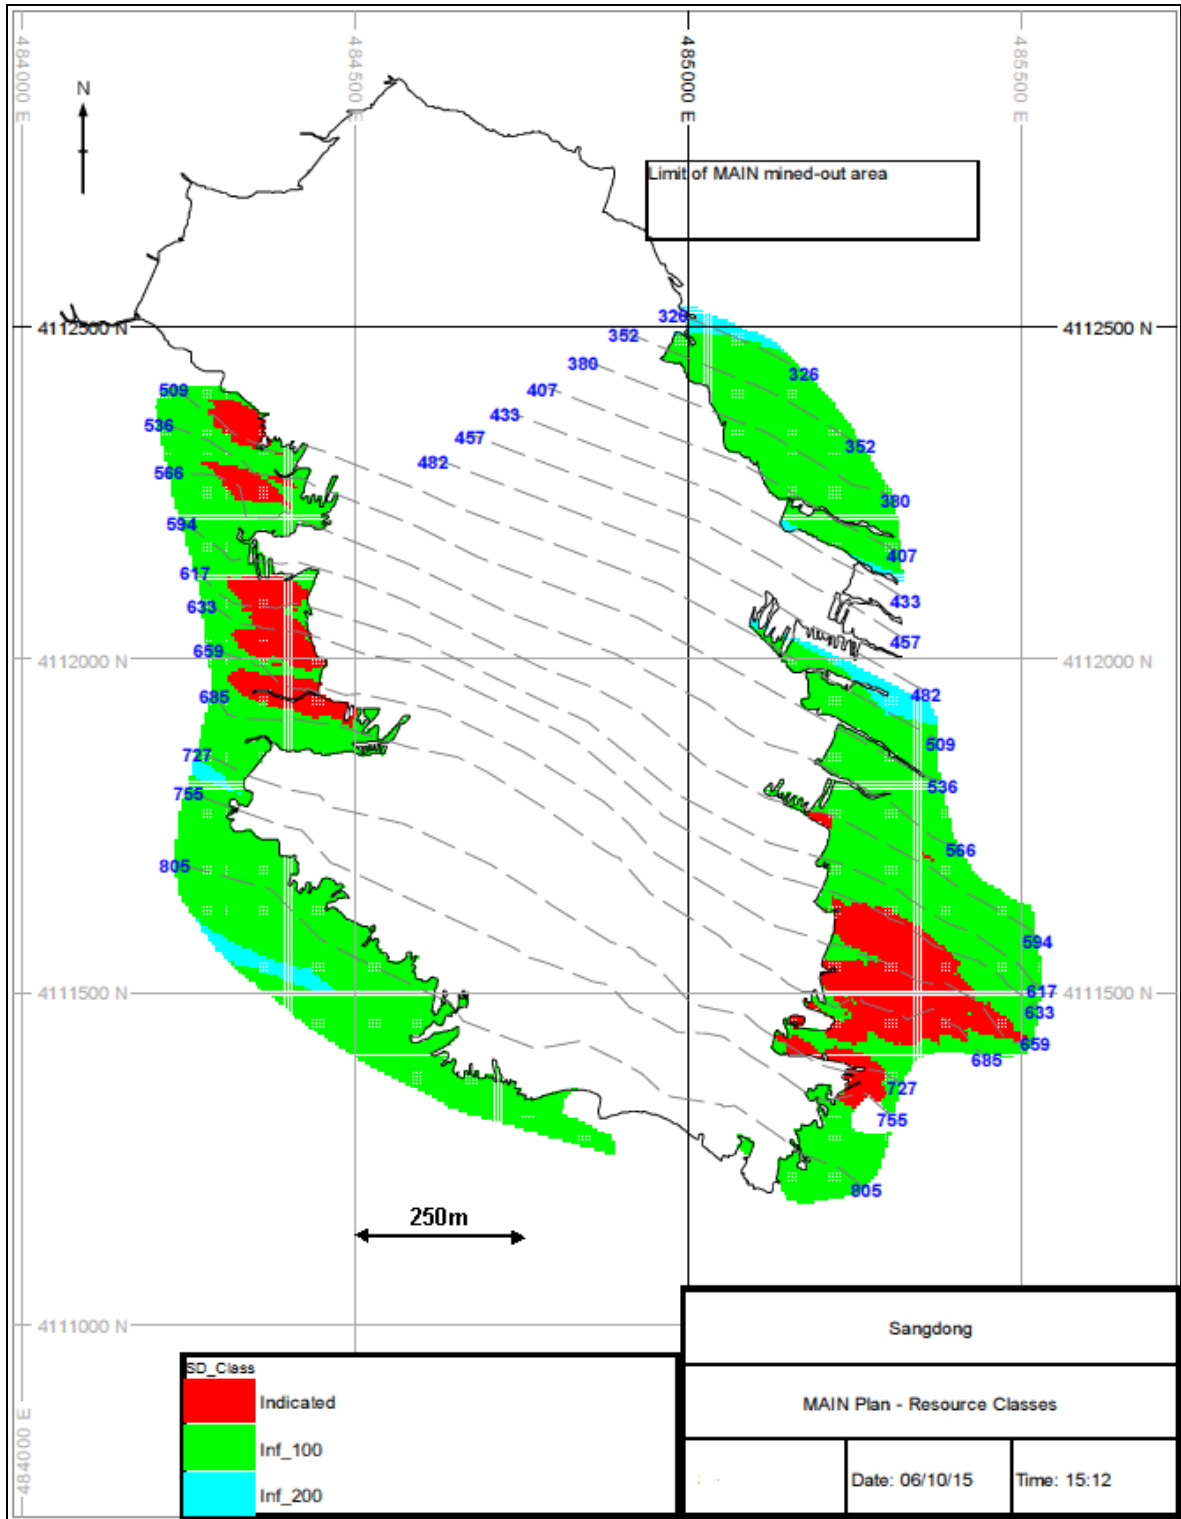 484000 E
484500 E
485000 E
485500 E
N
Limit of MAIN mined-out area
4112500 N
4112500 N
326
352
380
407
433
457
482
326
352
380
407
433
457
482
509
536
566
594
617
633
659
685
727
755
805
509
536
566
594
617
633
659
685
727
755
805
4112000 N
4112000 N
4111500 N
4111500 N
250m
4111000 N
484000 E
SD_Class
Indicated
Inf_100
Inf_200
Sangdong
MAIN Plan - Resource Classes
Date: 06/10/15
Time: 15:12